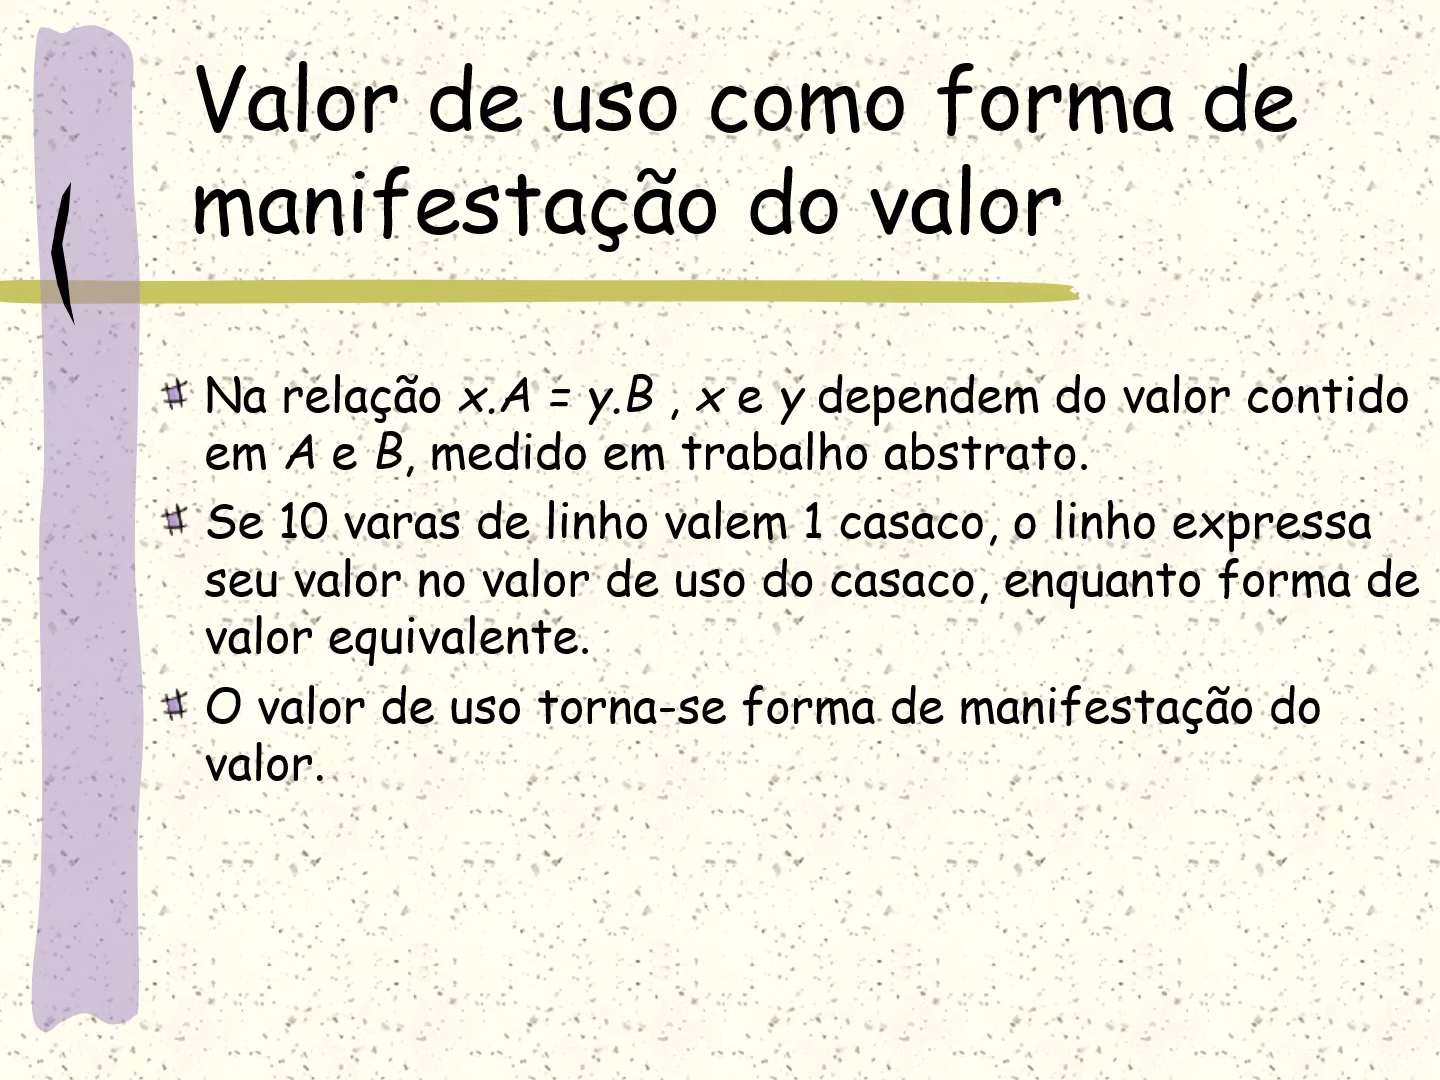 Valor de uso como forma de
manifestação do valor
Na relação x.A = y.B , x e y dependem do valor contido
em A e B, medido em trabalho abstrato.
Se 10 varas de linho valem 1 casaco, o linho expressa
seu valor no valor de uso do casaco, enquanto forma de
valor equivalente.
O valor de uso torna-se forma de manifestação do
valor.